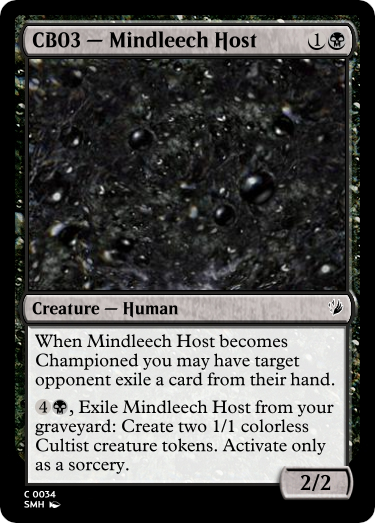 CB03 — Mindleech Host 1
Creature — Human
When Mindleech Host becomes
Championed you may have target
opponent exile a card from their hand.
4, Exile Mindleech Host from your
graveyard: Create two 1/1 colorless
Cultist creature tokens. Activate only
as a sorcery.
2/2
C 0034
SMH